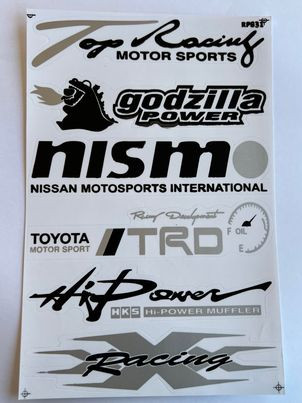 RP031
Top Racing
MOTOR SPORTS
godzilla
POWER
nismo
NISSAN MOTOSPORTS INTERNATIONAL
Racing Development
TOYOTA
MOTOR SPORT
TRD
F OIL
E
Hi Power
HKS Hi-POWER MUFFLER
Racing